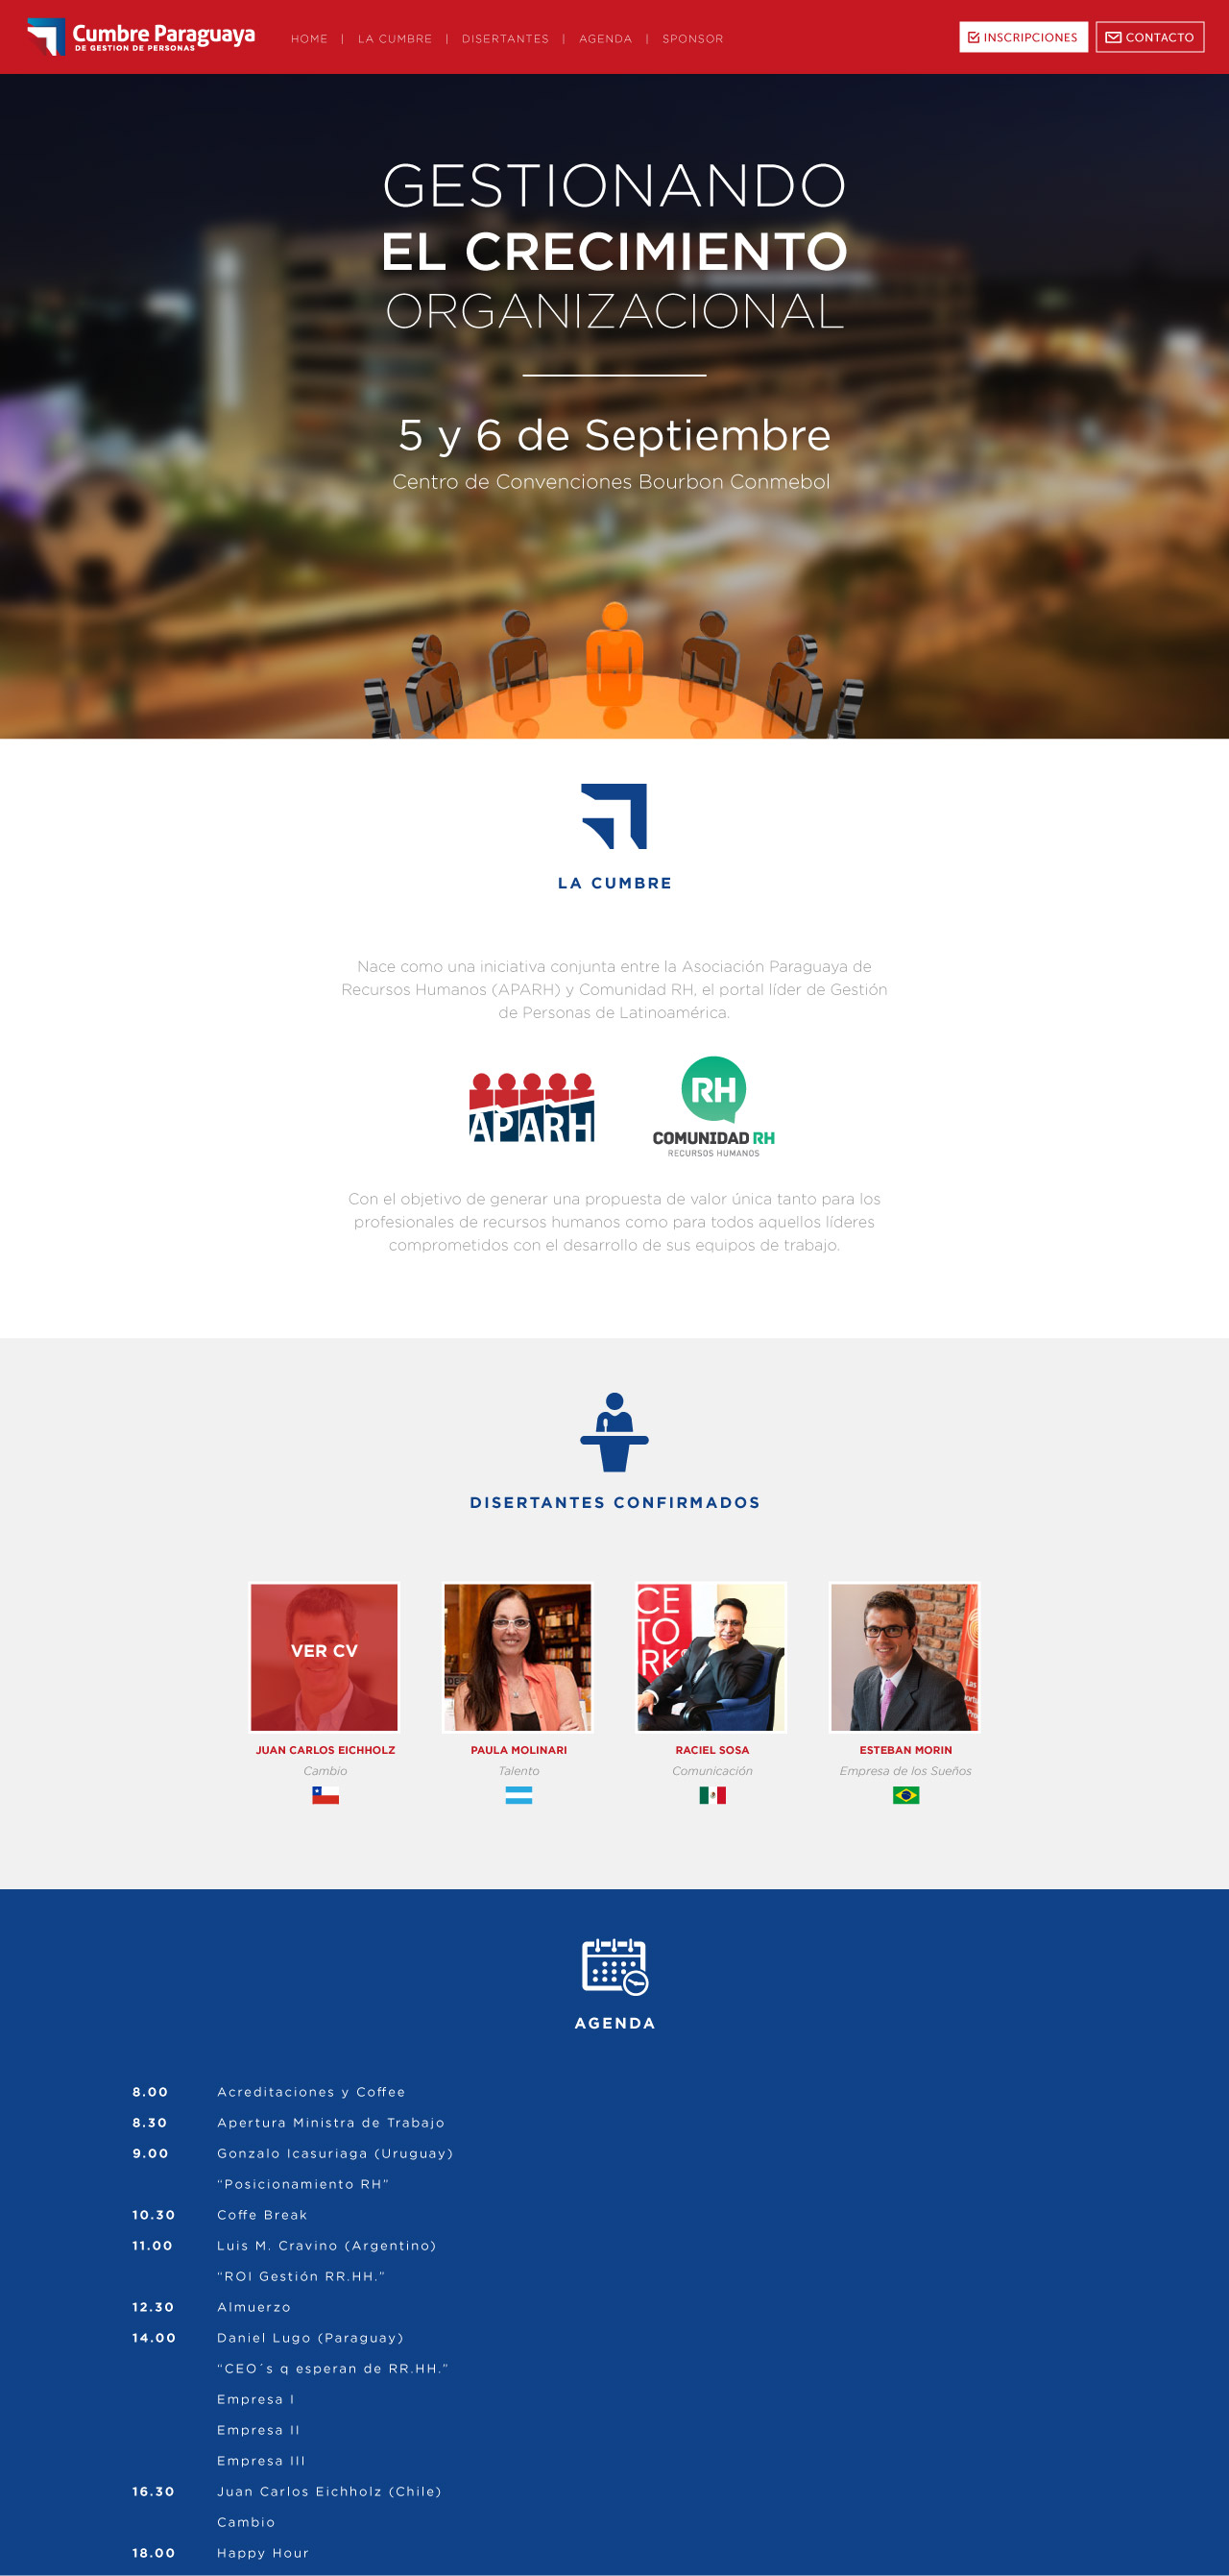 Cumbre Paraguaya
DE GESTION DE PERSONAS
HOME | LA CUMBRE | DISERTANTES | AGENDA | SPONSOR
INSCRIPCIONES
CONTACTO
GESTIONANDO
EL CRECIMIENTO
ORGANIZACIONAL
5 y 6 de Septiembre
Centro de Convenciones Bourbon Conmebol
LA CUMBRE
Nace como una iniciativa conjunta entre la Asociación Paraguaya de
Recursos Humanos (APARH) y Comunidad RH, el portal líder de Gestión
de Personas de Latinoamérica.
APARH
RH
COMUNIDAD RH
RECURSOS HUMANOS
Con el objetivo de generar una propuesta de valor única tanto para los
profesionales de recursos humanos como para todos aquellos líderes
comprometidos con el desarrollo de sus equipos de trabajo.
DISERTANTES CONFIRMADOS
VER CV
CE
TO
RK
JUAN CARLOS EICHHOLZ
Cambio
PAULA MOLINARI
Talento
RACIEL SOSA
Comunicación
ESTEBAN MORIN
Empresa de los Sueños
AGENDA
8.00 Acreditaciones y Coffee
8.30 Apertura Ministra de Trabajo
9.00 Gonzalo Icasuriaga (Uruguay)
“Posicionamiento RH”
10.30 Coffe Break
11.00 Luis M. Cravino (Argentino)
“ROI Gestión RR.HH.”
12.30 Almuerzo
14.00 Daniel Lugo (Paraguay)
“CEO´s q esperan de RR.HH.”
Empresa I
Empresa II
Empresa III
16.30 Juan Carlos Eichholz (Chile)
Cambio
18.00 Happy Hour